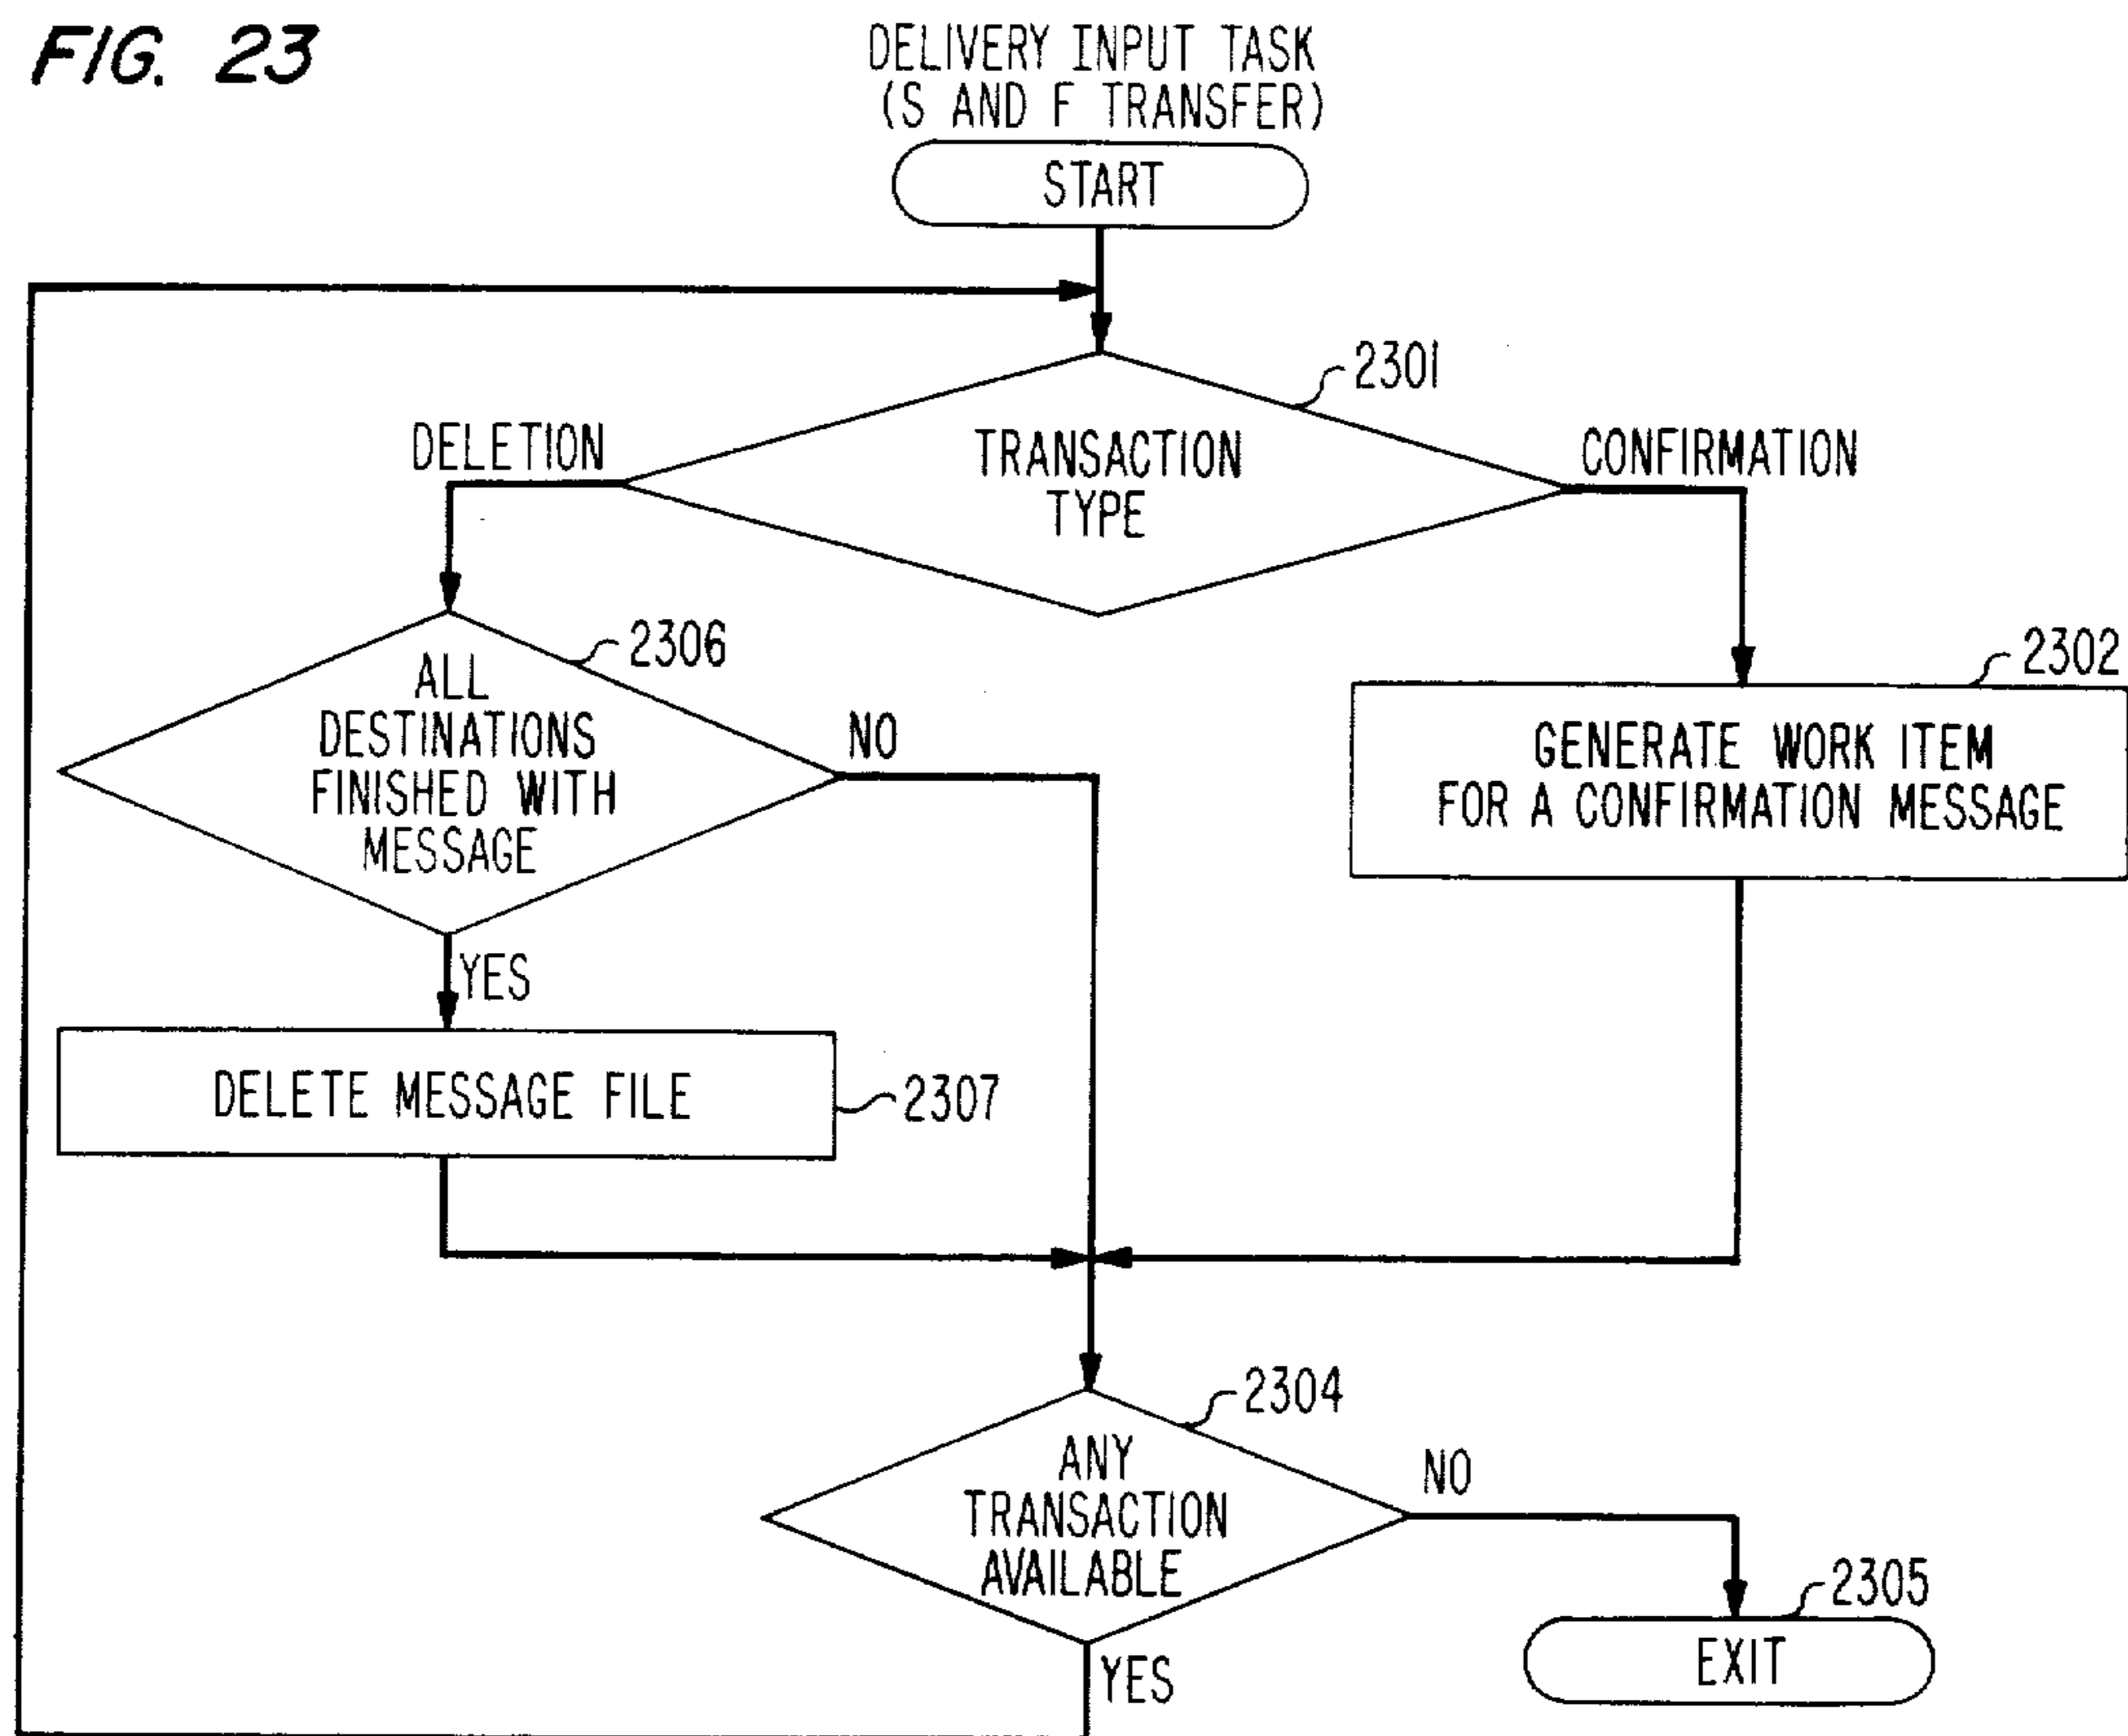 FIG. 23
DELIVERY INPUT TASK
(S AND F TRANSFER)
START
2301
TRANSACTION
TYPE
DELETION
CONFIRMATION
2306
ALL
DESTINATIONS
FINISHED WITH
MESSAGE
NO
2302
GENERATE WORK ITEM
FOR A CONFIRMATION MESSAGE
YES
DELETE MESSAGE FILE
2307
2304
ANY
TRANSACTION
AVAILABLE
NO
2305
EXIT
YES